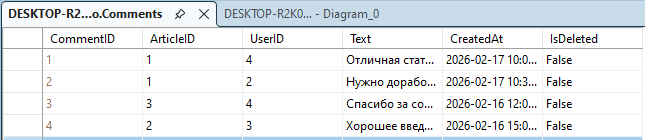 DESKTOP-R2...o.Comments DESKTOP-R2K0... - Diagram_0
CommentID ArticleID UserID Text CreatedAt IsDeleted
1 1 4 Отличная стат... 2026-02-17 10:0... False
2 1 2 Нужно дорабо... 2026-02-17 10:3... False
3 3 4 Спасибо за со... 2026-02-16 12:0... False
4 2 3 Хорошее введ... 2026-02-16 15:0... False